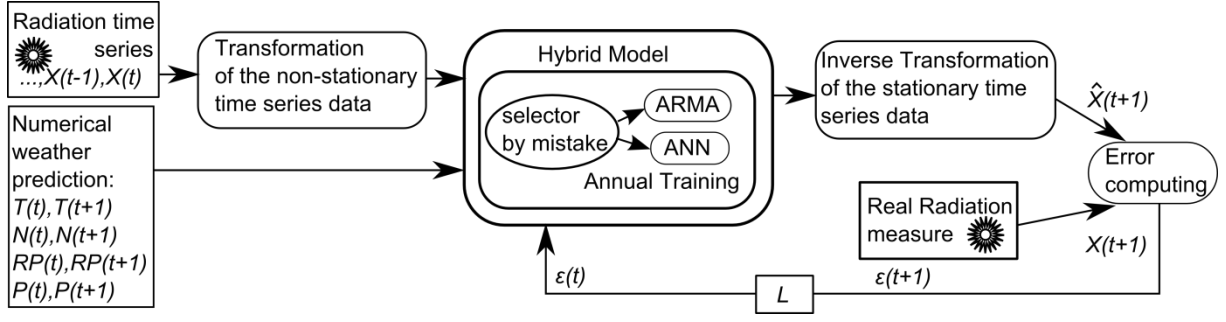 Radiation time
series
...,X(t-1),X(t)
Transformation
of the non-stationary
time series data
Hybrid Model
selector
by mistake
ARMA
ANN
Annual Training
Inverse Transformation
of the stationary time
series data
X̂(t+1)
Numerical
weather
prediction:
T(t),T(t+1)
N(t),N(t+1)
RP(t),RP(t+1)
P(t),P(t+1)
Error
computing
Real Radiation
measure
X(t+1)
ε(t)
L
ε(t+1)